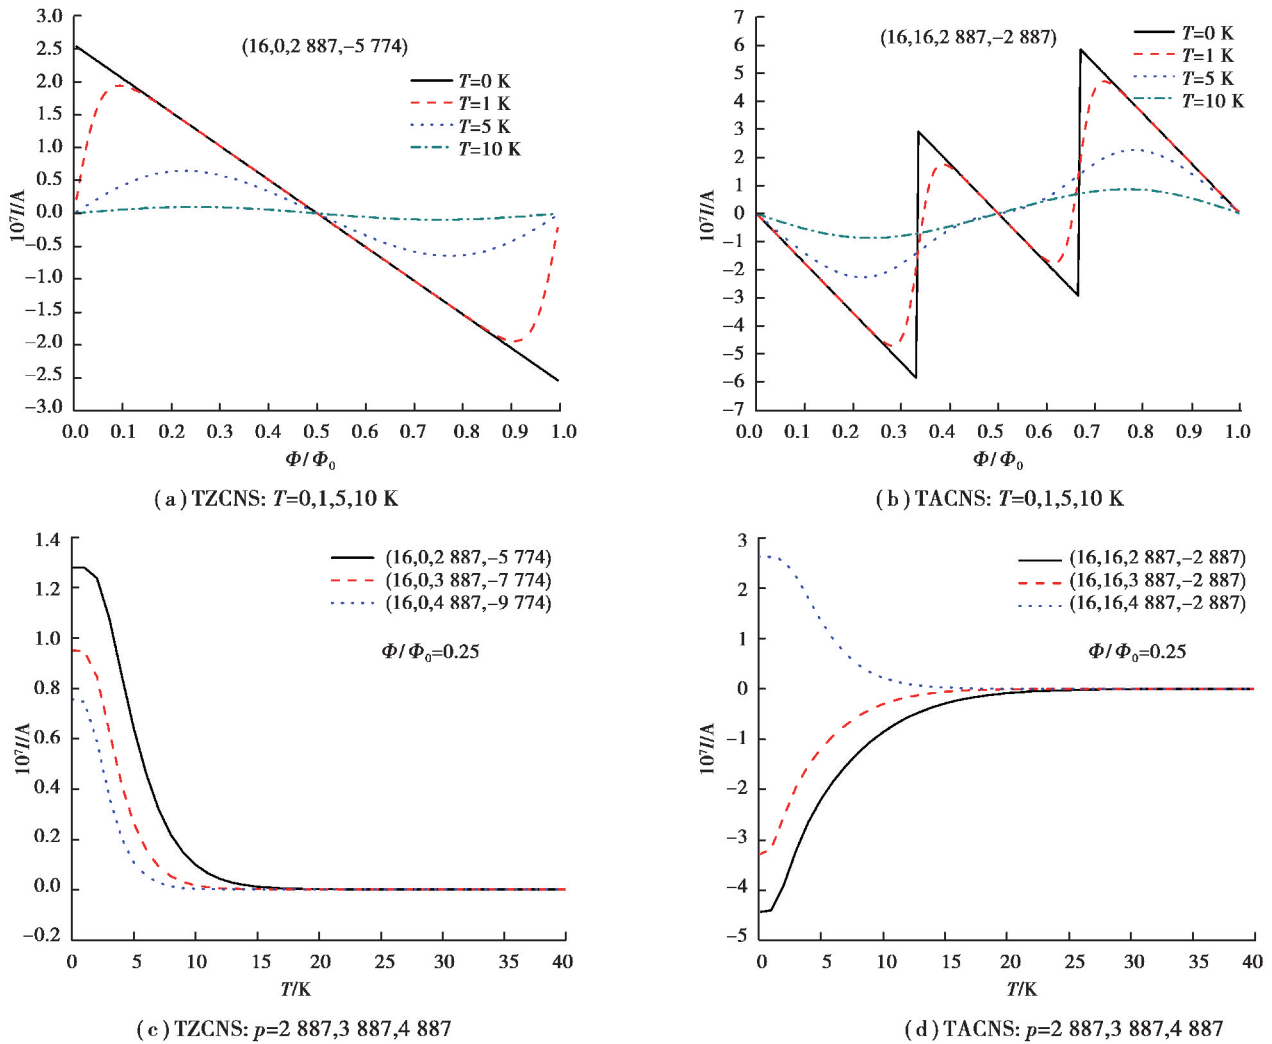 3.0
2.5
2.0
1.5
1.0
0.5
0.0
−0.5
−1.0
−1.5
−2.0
−2.5
−3.0
10⁷I/A
(16,0,2 887,−5 774)
T=0 K
T=1 K
T=5 K
T=10 K
0.0 0.1 0.2 0.3 0.4 0.5 0.6 0.7 0.8 0.9 1.0
Φ/Φ₀
(a) TZCNS: T=0,1,5,10 K
7
6
5
4
3
2
1
0
−1
−2
−3
−4
−5
−6
−7
10⁷I/A
(16,16,2 887,−2 887)
T=0 K
T=1 K
T=5 K
T=10 K
0.0 0.1 0.2 0.3 0.4 0.5 0.6 0.7 0.8 0.9 1.0
Φ/Φ₀
(b) TACNS: T=0,1,5,10 K
1.4
1.2
1.0
0.8
0.6
0.4
0.2
0.0
−0.2
10⁷I/A
(16,0,2 887,−5 774)
(16,0,3 887,−7 774)
(16,0,4 887,−9 774)
Φ/Φ₀=0.25
0 5 10 15 20 25 30 35 40
T/K
(c) TZCNS: p=2 887,3 887,4 887
3
2
1
0
−1
−2
−3
−4
−5
10⁷I/A
(16,16,2 887,−2 887)
(16,16,3 887,−2 887)
(16,16,4 887,−2 887)
Φ/Φ₀=0.25
0 5 10 15 20 25 30 35 40
T/K
(d) TACNS: p=2 887,3 887,4 887